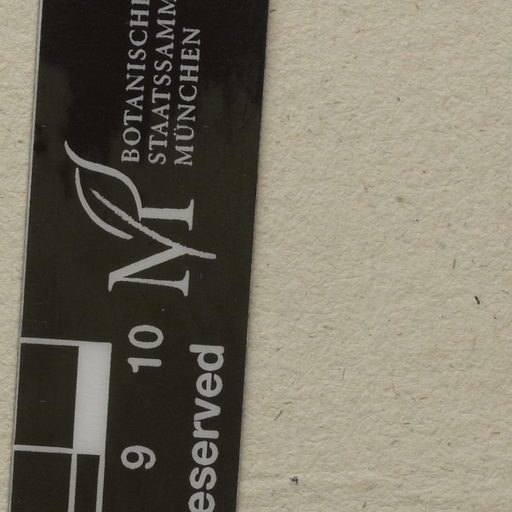 BOTANISCHE
STAATSSAMM
MÜNCHEN
M
9 10
eserved